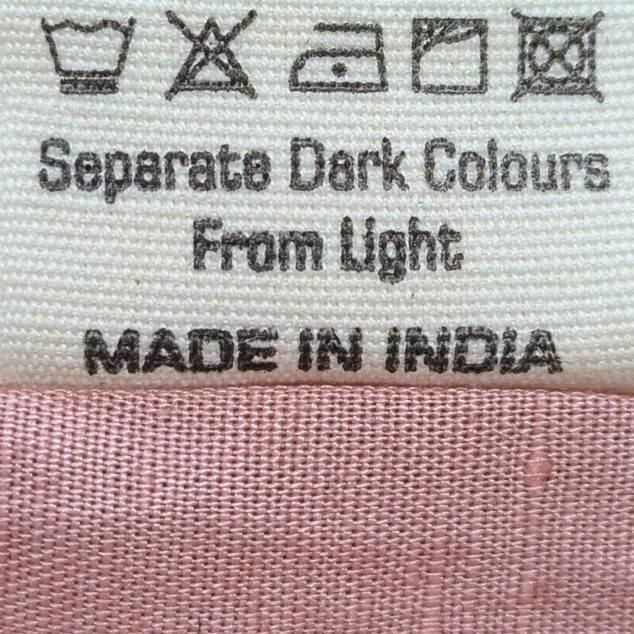 Separate Dark Colours
From Light
MADE IN INDIA